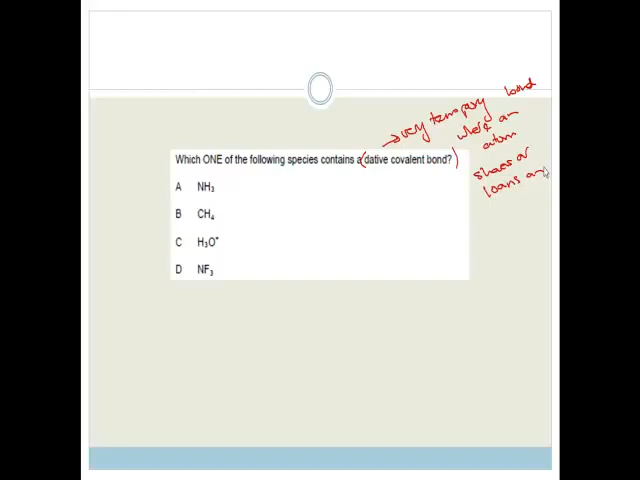 → very temporary bond
where an
atom
shares or
loans an
Which ONE of the following species contains a (dative covalent bond?)
A NH₃
B CH₄
C H₃O⁺
D NF₃